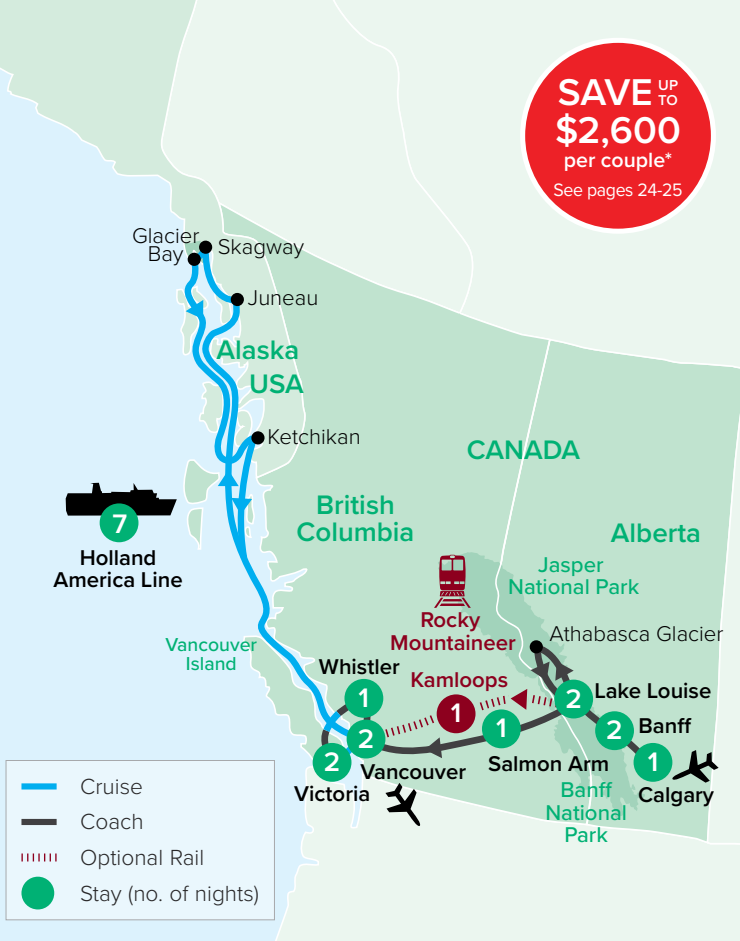 SAVE UP TO
$2,600
per couple*
See pages 24-25
Glacier
Bay
Skagway
Juneau
Alaska
USA
Ketchikan
CANADA
British
Columbia
Alberta
7
Holland
America Line
Jasper
National Park
Rocky
Mountaineer
Athabasca Glacier
Vancouver
Island
Whistler
1
Kamloops
1
2
Lake Louise
2
Banff
1
Calgary
1
Salmon Arm
2
Vancouver
2
Victoria
Banff
National
Park
Cruise
Coach
Optional Rail
Stay (no. of nights)